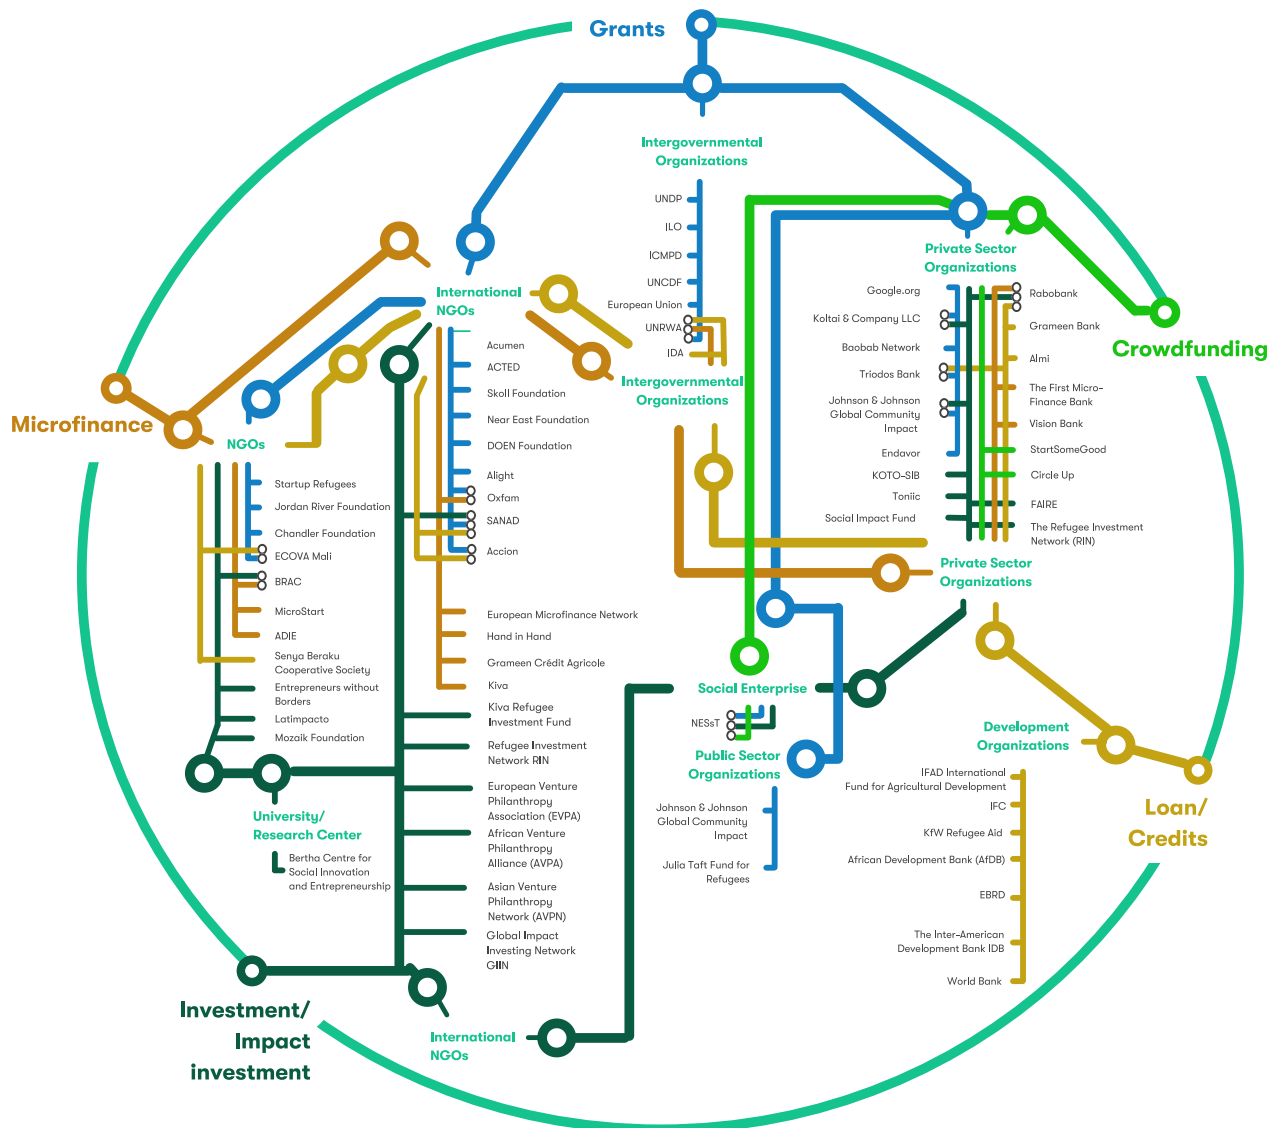 Grants
Intergovernmental
Organizations
UNDP
ILO
ICMPD
UNCDF
European Union
UNRWA
IDA
Intergovernmental
Organizations
Private Sector
Organizations
Google.org
Koltai & Company LLC
Baobab Network
Triodos Bank
Johnson & Johnson
Global Community
Impact
Endavor
KOTO-SIB
Toniic
Social Impact Fund
Rabobank
Grameen Bank
Almi
The First Micro-
Finance Bank
Vision Bank
StartSomeGood
Circle Up
FAIRE
The Refugee Investment
Network (RIN)
Private Sector
Organizations
Crowdfunding
International
NGOs
Acumen
ACTED
Skoll Foundation
Near East Foundation
DOEN Foundation
Alight
Oxfam
SANAD
Accion
European Microfinance Network
Hand in Hand
Grameen Crédit Agricole
Kiva
Kiva Refugee
Investment Fund
Refugee Investment
Network RIN
European Venture
Philanthropy
Association (EVPA)
African Venture
Philanthropy
Alliance (AVPA)
Asian Venture
Philanthropy
Network (AVPN)
Global Impact
Investing Network
GIIN
Microfinance
NGOs
Startup Refugees
Jordan River Foundation
Chandler Foundation
ECOVA Mali
BRAC
MicroStart
ADIE
Senya Beraku
Cooperative Society
Entrepreneurs without
Borders
Latimpacto
Mozaik Foundation
University/
Research Center
Bertha Centre for
Social Innovation
and Entrepreneurship
Social Enterprise
NESsT
Public Sector
Organizations
Johnson & Johnson
Global Community
Impact
Julia Taft Fund for
Refugees
Development
Organizations
IFAD International
Fund for Agricultural Development
IFC
KfW Refugee Aid
African Development Bank (AfDB)
EBRD
The Inter-American
Development Bank IDB
World Bank
Loan/
Credits
Investment/
Impact
investment
International
NGOs